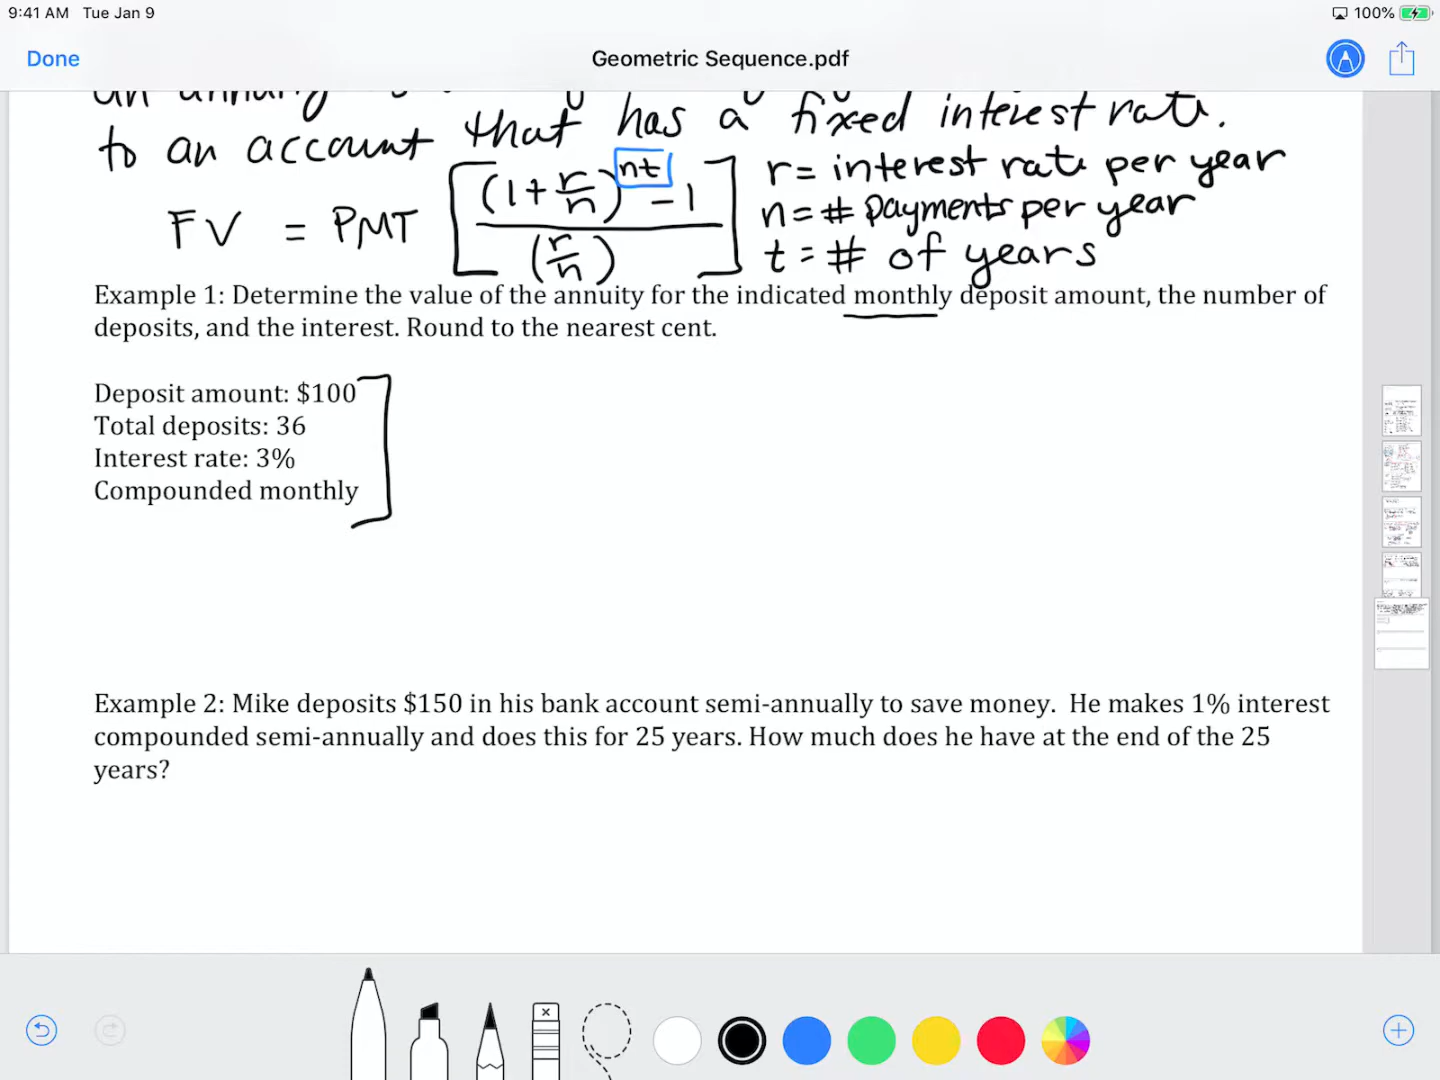 9:41 AM Tue Jan 9
100%
Done
Geometric Sequence.pdf
an annuity
to an account that has a fixed interest rate.
FV = PMT [((1+r/n)^nt -1)/(r/n)]
r= interest rate per year
n=# payments per year
t=# of years
Example 1: Determine the value of the annuity for the indicated monthly deposit amount, the number of
deposits, and the interest. Round to the nearest cent.
Deposit amount: $100
Total deposits: 36
Interest rate: 3%
Compounded monthly
Example 2: Mike deposits $150 in his bank account semi-annually to save money. He makes 1% interest
compounded semi-annually and does this for 25 years. How much does he have at the end of the 25
years?